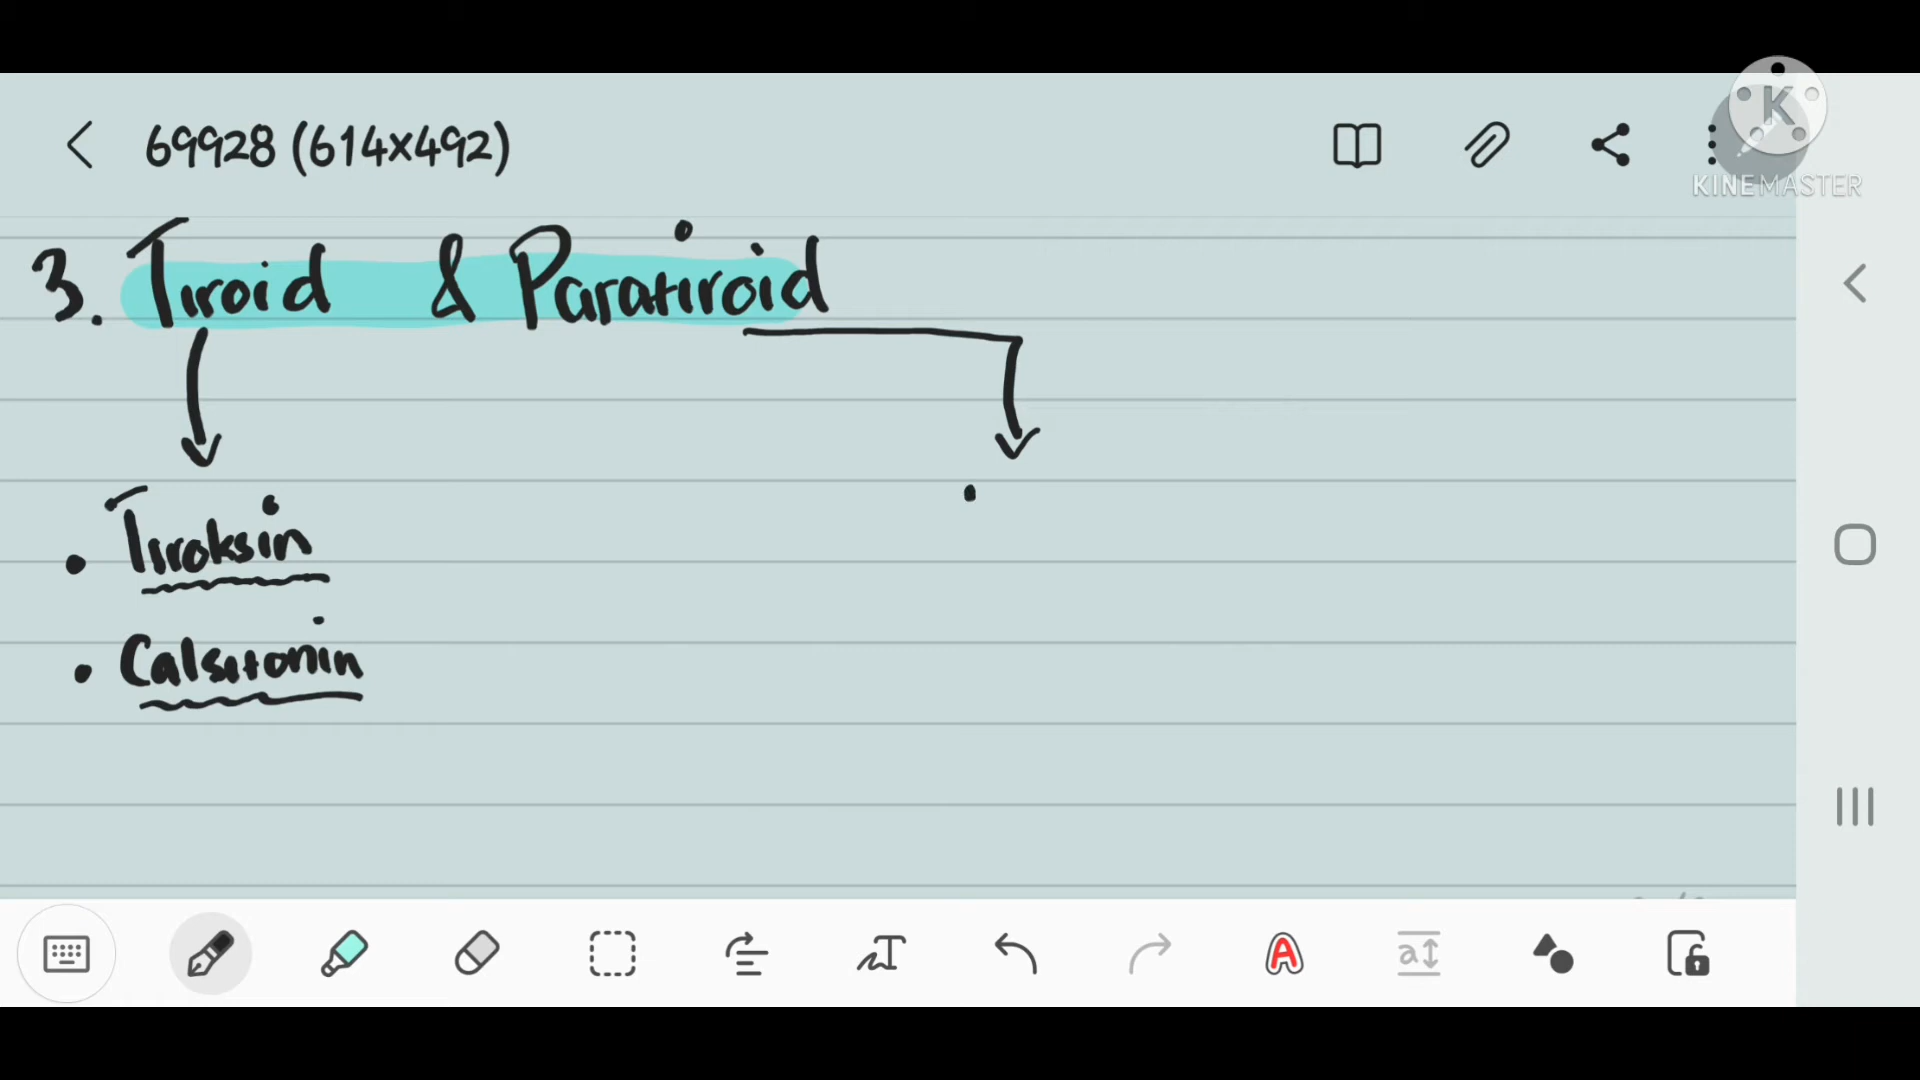 69928 (614x492)
KINEMASTER
3. Tiroid & Paratiroid
• Tiroksin
•
• Calsitonin